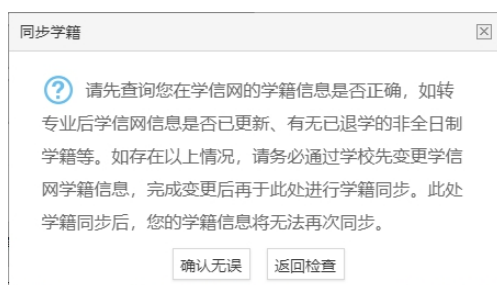 同步学籍
请先查询您在学信网的学籍信息是否正确，如转
专业后学信网信息是否已更新、有无已退学的非全日制
学籍等。如存在以上情况，请务必通过学校先变更学信
网学籍信息，完成变更后再于此处进行学籍同步。此处
学籍同步后，您的学籍信息将无法再次同步。
确认无误 返回检查